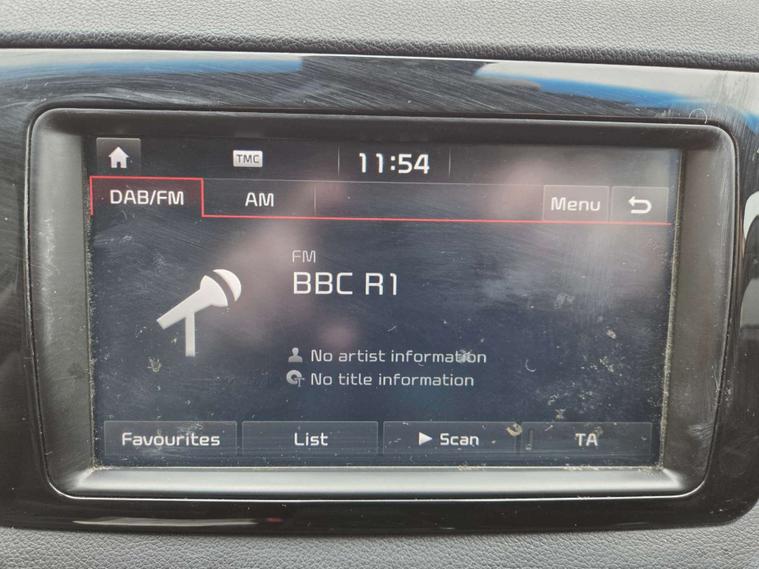 TMC
11:54
DAB/FM AM Menu
FM
BBC R1
No artist information
No title information
Favourites List Scan TA